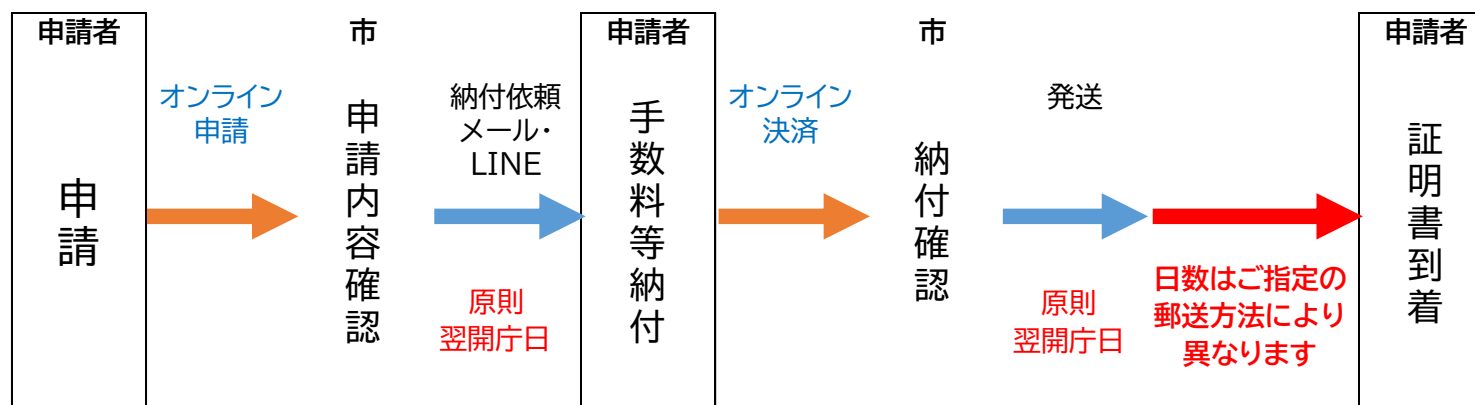 申請者
申請
オンライン
申請
市
申請内容確認
納付依頼
メール・
LINE
原則
翌開庁日
申請者
手数料等納付
オンライン
決済
市
納付確認
発送
原則
翌開庁日
日数はご指定の
郵送方法により
異なります
申請者
証明書到着